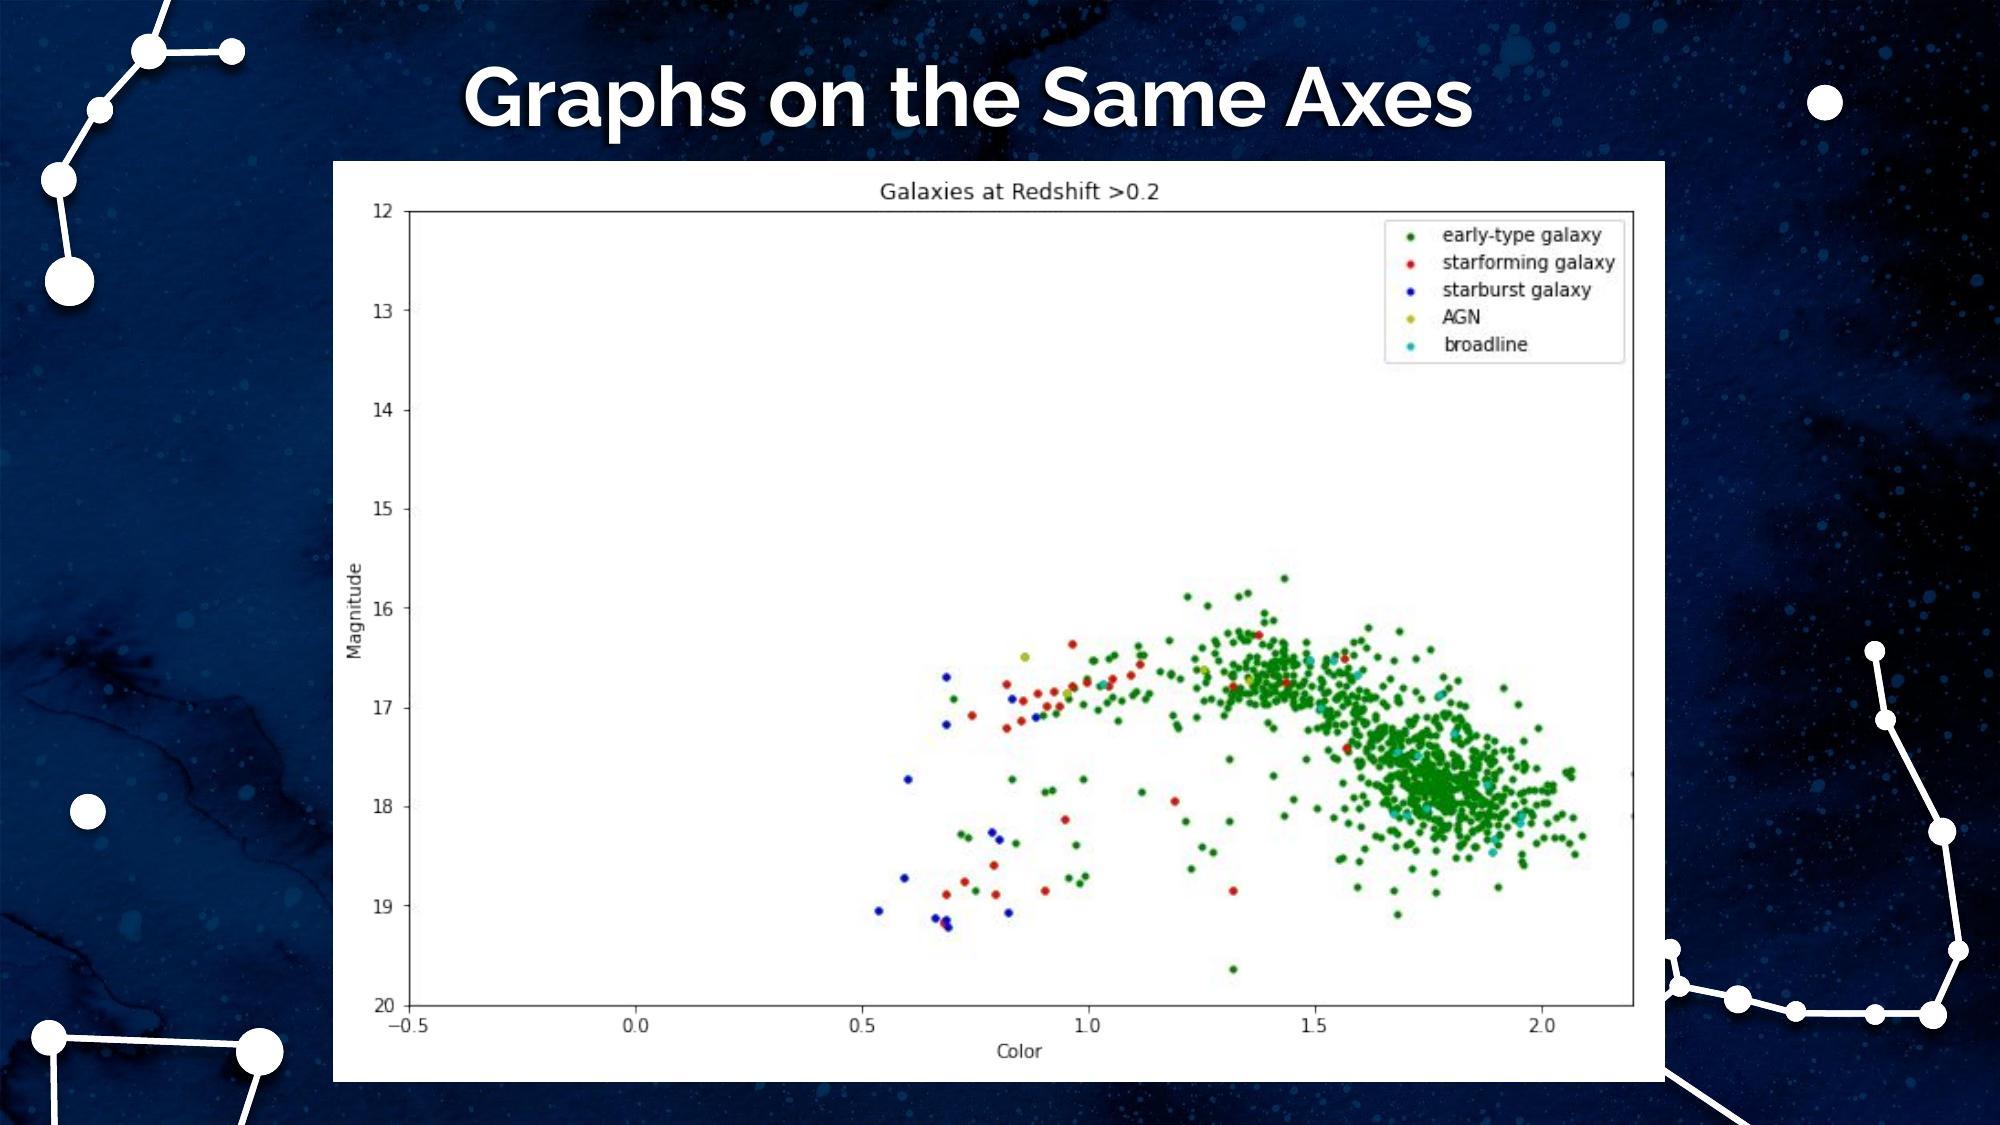 Graphs on the Same Axes
Galaxies at Redshift >0.2
early-type galaxy
starforming galaxy
starburst galaxy
AGN
broadline
12
13
14
15
16
17
18
19
20
Magnitude
−0.5
0.0
0.5
1.0
1.5
2.0
Color